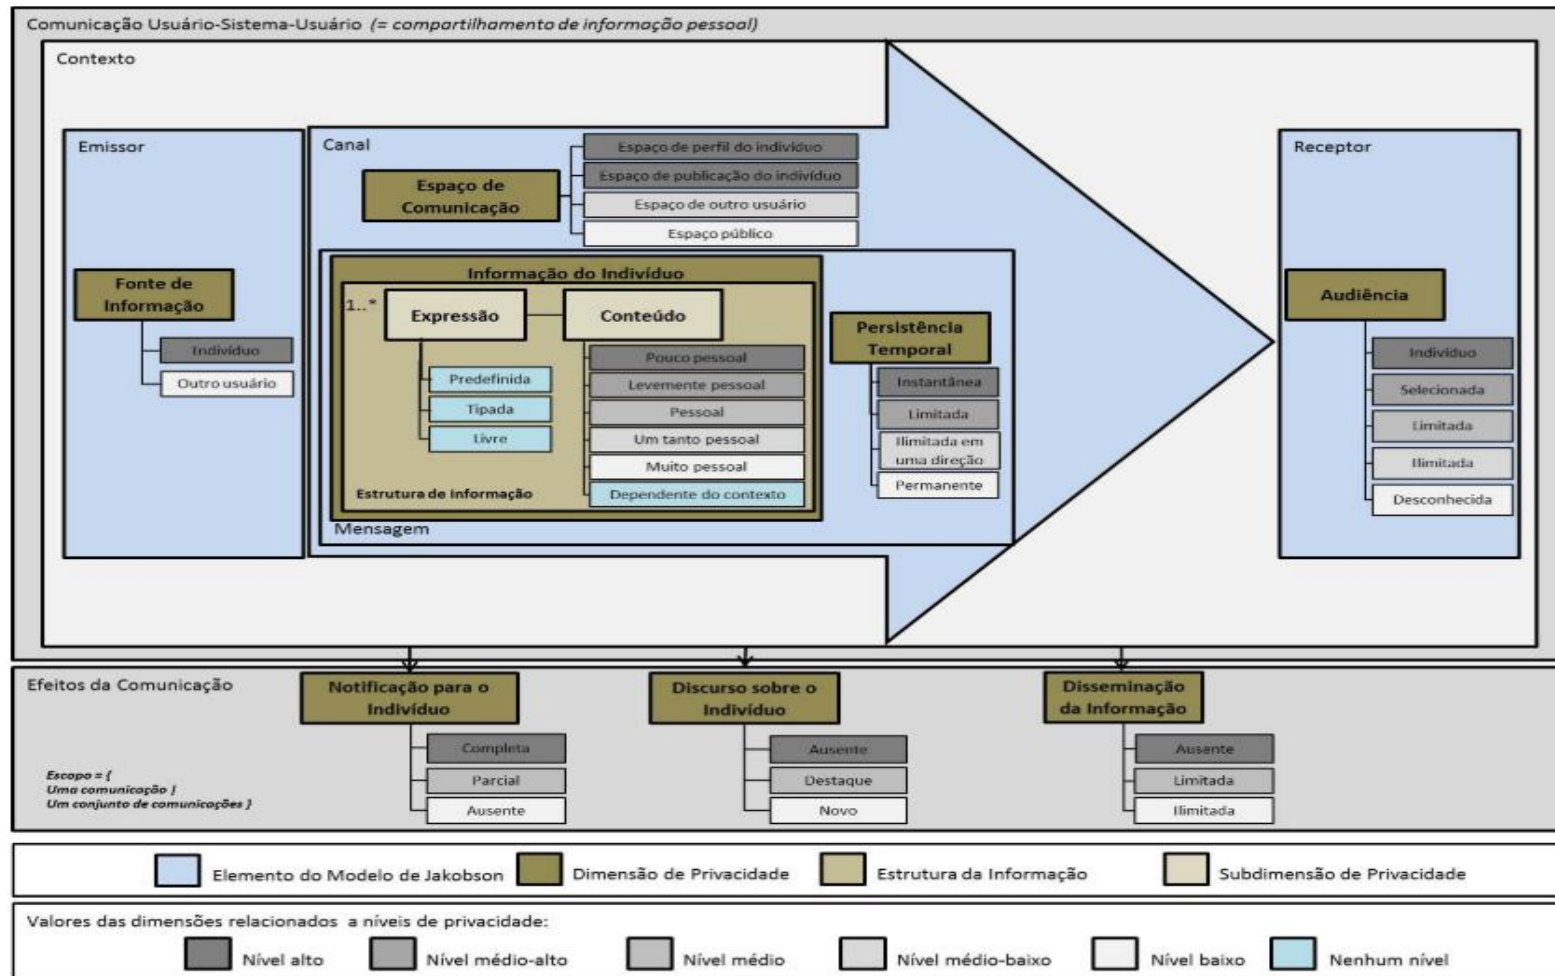 Comunicação Usuário-Sistema-Usuário (= compartilhamento de informação pessoal)
Contexto
Emissor
Fonte de
Informação
Indivíduo
Outro usuário
Canal
Espaço de
Comunicação
Espaço de perfil do indivíduo
Espaço de publicação do indivíduo
Espaço de outro usuário
Espaço público
Informação do Indivíduo
1..*
Expressão
Conteúdo
Predefinida
Tipada
Livre
Pouco pessoal
Levemente pessoal
Pessoal
Um tanto pessoal
Muito pessoal
Dependente do contexto
Estrutura de Informação
Mensagem
Persistência
Temporal
Instantânea
Limitada
Ilimitada em
uma direção
Permanente
Receptor
Audiência
Indivíduo
Selecionada
Limitada
Ilimitada
Desconhecida
Efeitos da Comunicação
Escopo = {
Uma comunicação |
Um conjunto de comunicações }
Notificação para o
Indivíduo
Completa
Parcial
Ausente
Discurso sobre o
Indivíduo
Ausente
Destaque
Novo
Disseminação
da Informação
Ausente
Limitada
Ilimitada
Elemento do Modelo de Jakobson
Dimensão de Privacidade
Estrutura da Informação
Subdimensão de Privacidade
Valores das dimensões relacionados a níveis de privacidade:
Nível alto
Nível médio-alto
Nível médio
Nível médio-baixo
Nível baixo
Nenhum nível